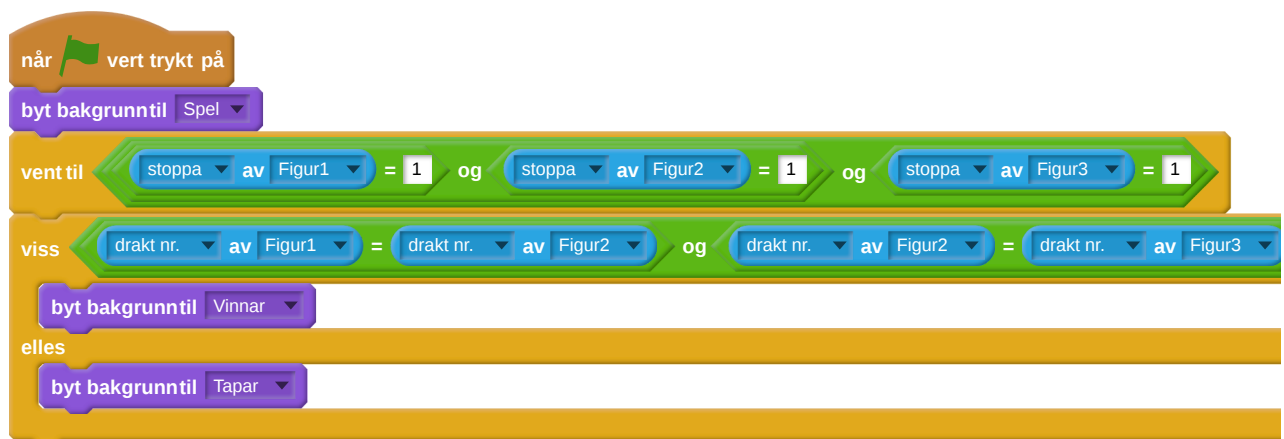 når vert trykt på
byt bakgrunn til Spel
vent til stoppa av Figur1 = 1 og stoppa av Figur2 = 1 og stoppa av Figur3 = 1
viss drakt nr. av Figur1 = drakt nr. av Figur2 og drakt nr. av Figur2 = drakt nr. av Figur3
byt bakgrunn til Vinnar
elles
byt bakgrunn til Tapar